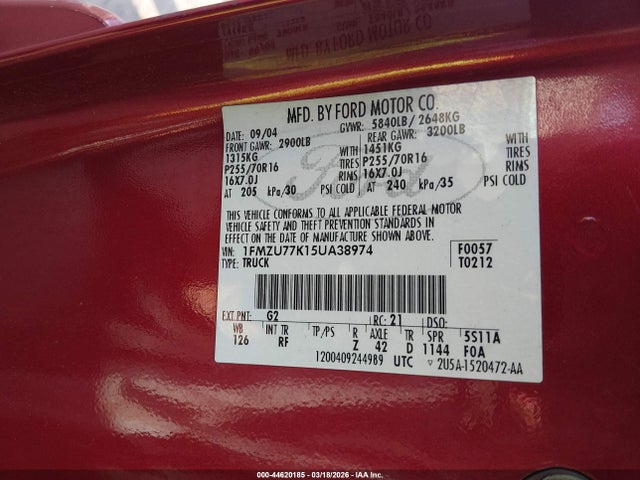 MFD. BY FORD MOTOR CO.
DATE: 09/04 GVWR: 5840LB/ 2648KG
FRONT GAWR: 2900LB REAR GAWR: 3200LB
1315KG WITH 1451KG WITH
P255/70R16 TIRES P255/70R16 TIRES
16X7.0J RIMS 16X7.0J RIMS
AT 205 kPa/30 PSI COLD AT 240 kPa/35 PSI COLD
THIS VEHICLE CONFORMS TO ALL APPLICABLE FEDERAL MOTOR
VEHICLE SAFETY AND THEFT PREVENTION STANDARDS IN
EFFECT ON THE DATE OF MANUFACTURE SHOWN ABOVE.
VIN: 1FMZU77K15UA38974 F0057
TYPE: TRUCK T0212
EXT PNT: G2 RC: 21 DSO:
WB INT TR TP/PS R AXLE TR SPR 5S11A
126 RF Z 42 D 1144 F0A
1200409244989 UTC ▽ 2U5A-1520472-AA
Ford
000-44620185 - 03/18/2026 - IAA Inc.